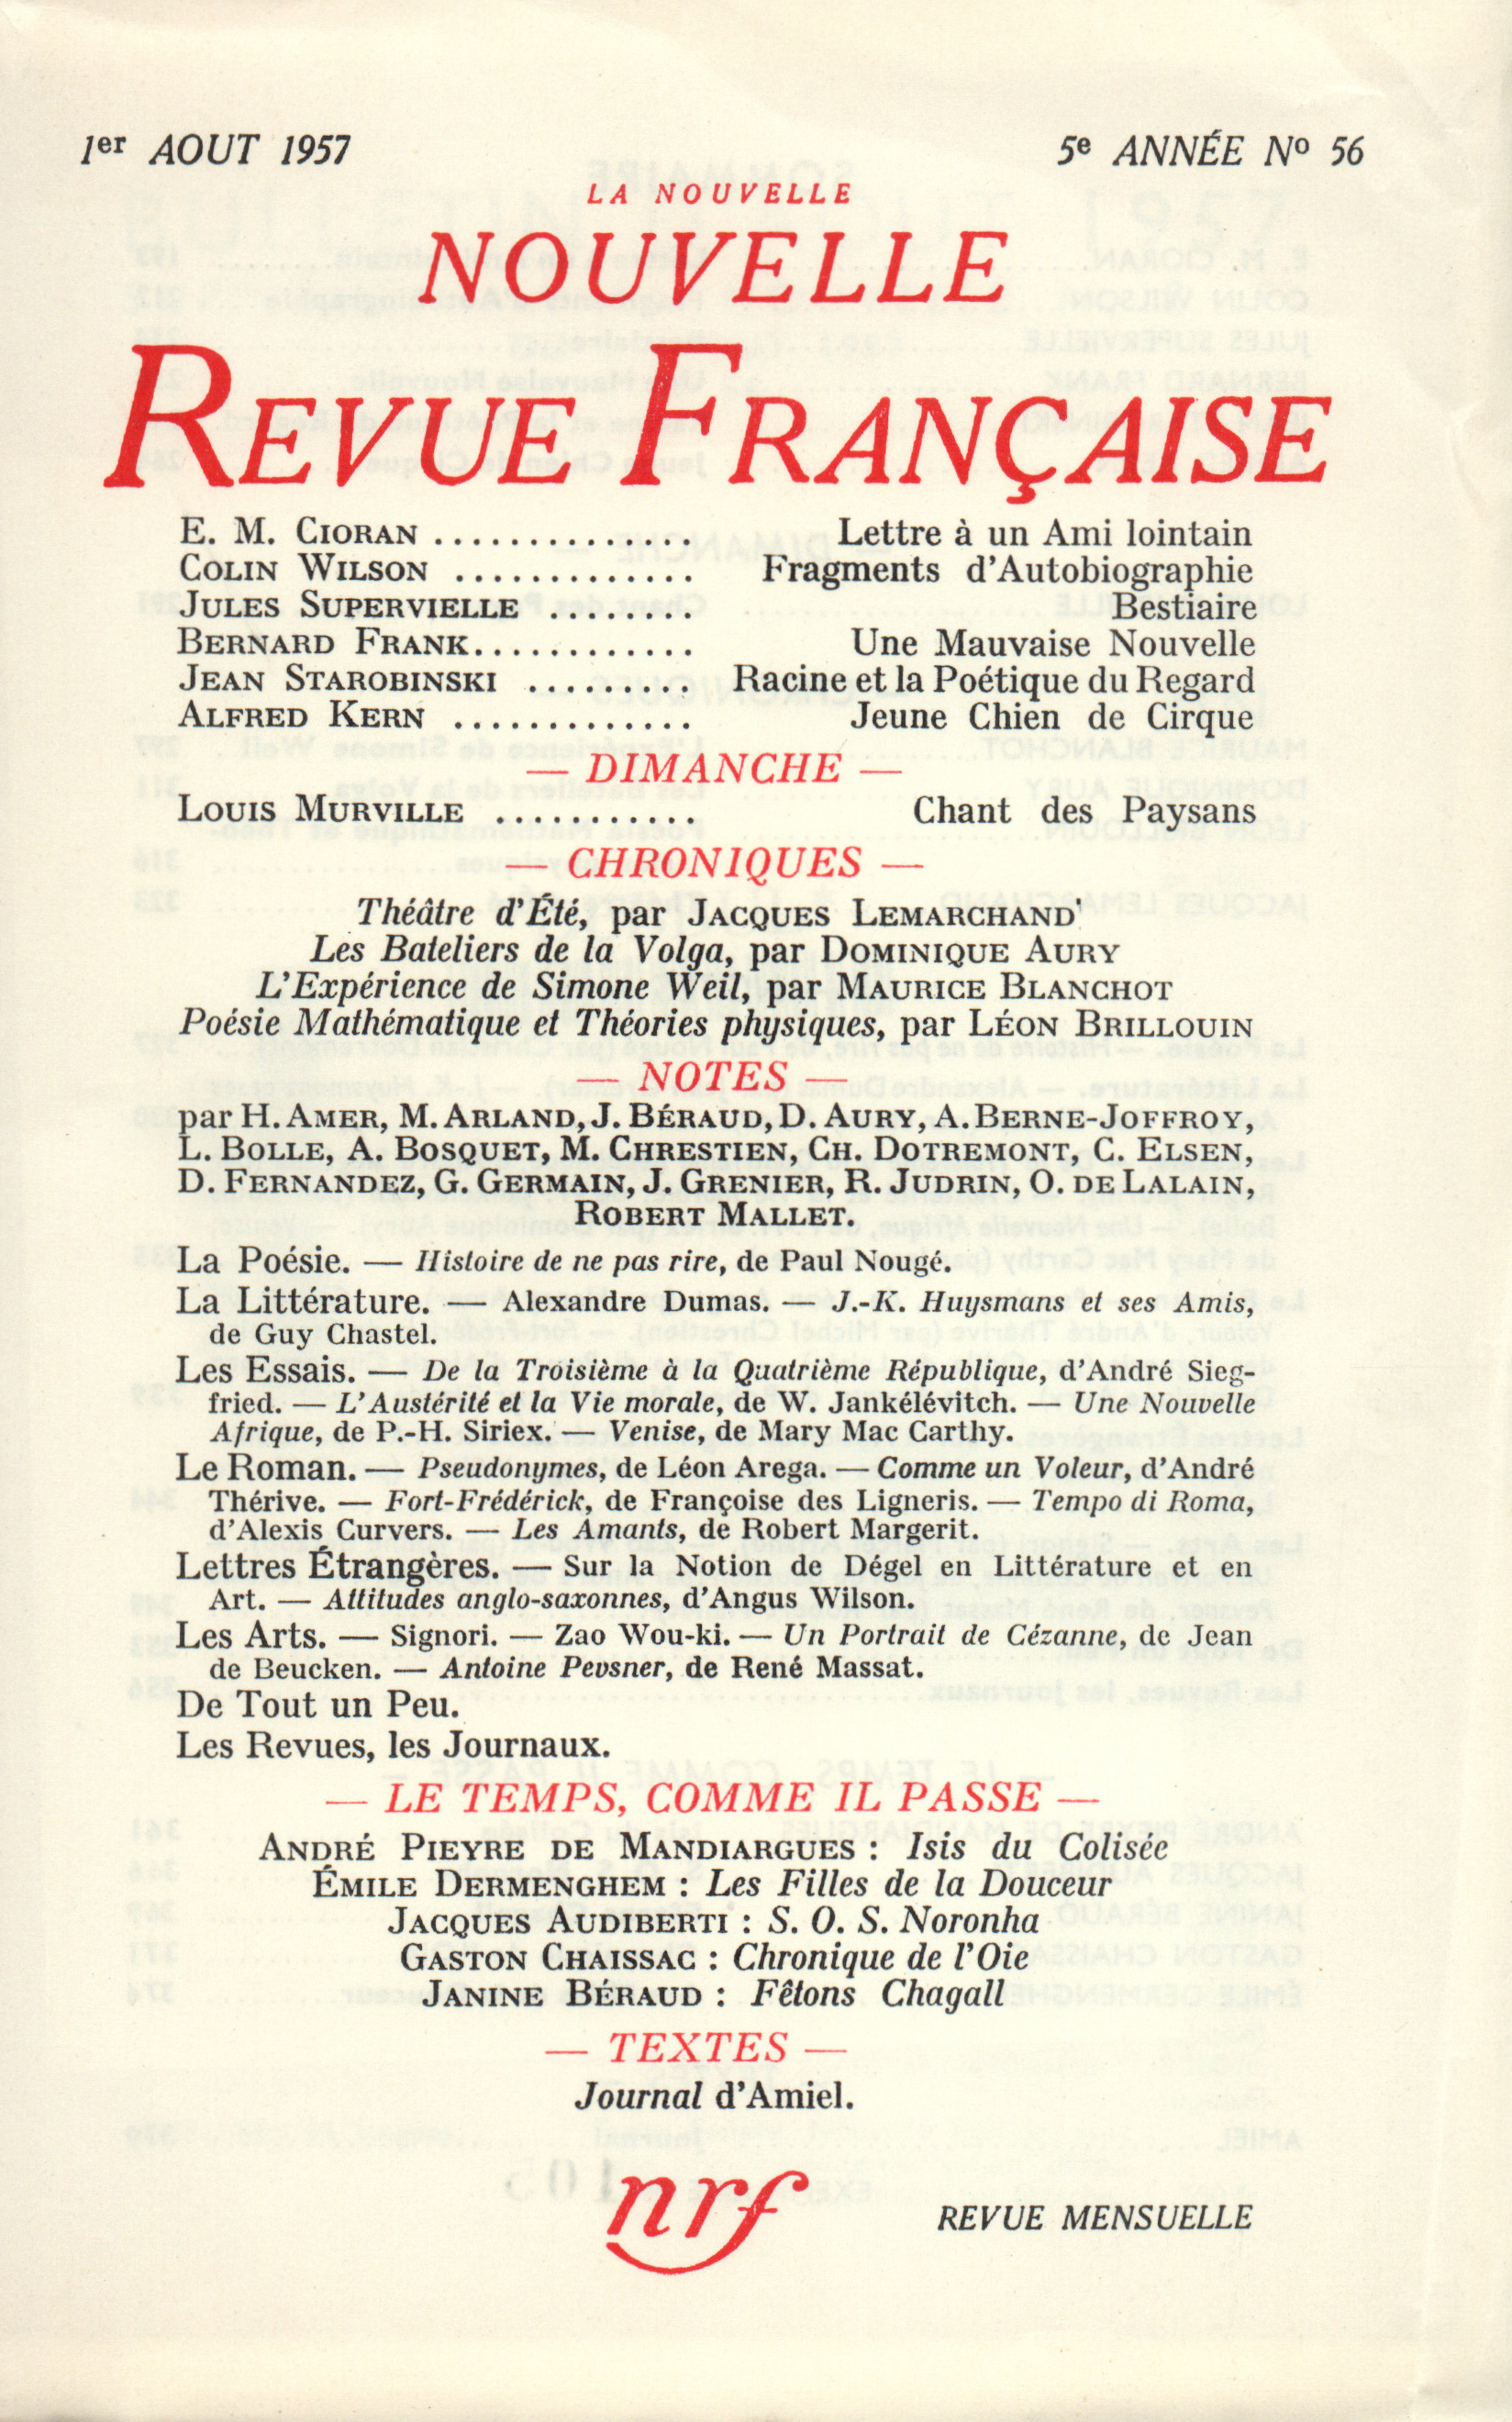 1er AOUT 1957
5e ANNÉE No 56
LA NOUVELLE
NOUVELLE
REVUE FRANÇAISE
E. M. CIORAN .............. Lettre à un Ami lointain
COLIN WILSON ............. Fragments d'Autobiographie
JULES SUPERVIELLE ........ Bestiaire
BERNARD FRANK............ Une Mauvaise Nouvelle
JEAN STAROBINSKI ......... Racine et la Poétique du Regard
ALFRED KERN ............. Jeune Chien de Cirque
— DIMANCHE —
LOUIS MURVILLE ........... Chant des Paysans
— CHRONIQUES —
Théâtre d'Été, par JACQUES LEMARCHAND
Les Bateliers de la Volga, par DOMINIQUE AURY
L'Expérience de Simone Weil, par MAURICE BLANCHOT
Poésie Mathématique et Théories physiques, par LÉON BRILLOUIN
— NOTES —
par H. AMER, M. ARLAND, J. BÉRAUD, D. AURY, A. BERNE-JOFFROY,
L. BOLLE, A. BOSQUET, M. CHRESTIEN, CH. DOTREMONT, C. ELSEN,
D. FERNANDEZ, G. GERMAIN, J. GRENIER, R. JUDRIN, O. DE LALAIN,
ROBERT MALLET.
La Poésie. — Histoire de ne pas rire, de Paul Nougé.
La Littérature. — Alexandre Dumas. — J.-K. Huysmans et ses Amis,
de Guy Chastel.
Les Essais. — De la Troisième à la Quatrième République, d'André Sieg-
fried. — L'Austérité et la Vie morale, de W. Jankélévitch. — Une Nouvelle
Afrique, de P.-H. Siriex. — Venise, de Mary Mac Carthy.
Le Roman. — Pseudonymes, de Léon Arega. — Comme un Voleur, d'André
Thérive. — Fort-Frédérick, de Françoise des Ligneris. — Tempo di Roma,
d'Alexis Curvers. — Les Amants, de Robert Margerit.
Lettres Étrangères. — Sur la Notion de Dégel en Littérature et en
Art. — Attitudes anglo-saxonnes, d'Angus Wilson.
Les Arts. — Signori. — Zao Wou-ki. — Un Portrait de Cézanne, de Jean
de Beucken. — Antoine Pevsner, de René Massat.
De Tout un Peu.
Les Revues, les Journaux.
— LE TEMPS, COMME IL PASSE —
ANDRÉ PIEYRE DE MANDIARGUES : Isis du Colisée
ÉMILE DERMENGHEM : Les Filles de la Douceur
JACQUES AUDIBERTI : S. O. S. Noronha
GASTON CHAISSAC : Chronique de l'Oie
JANINE BÉRAUD : Fêtons Chagall
— TEXTES —
Journal d'Amiel.
nrf
REVUE MENSUELLE